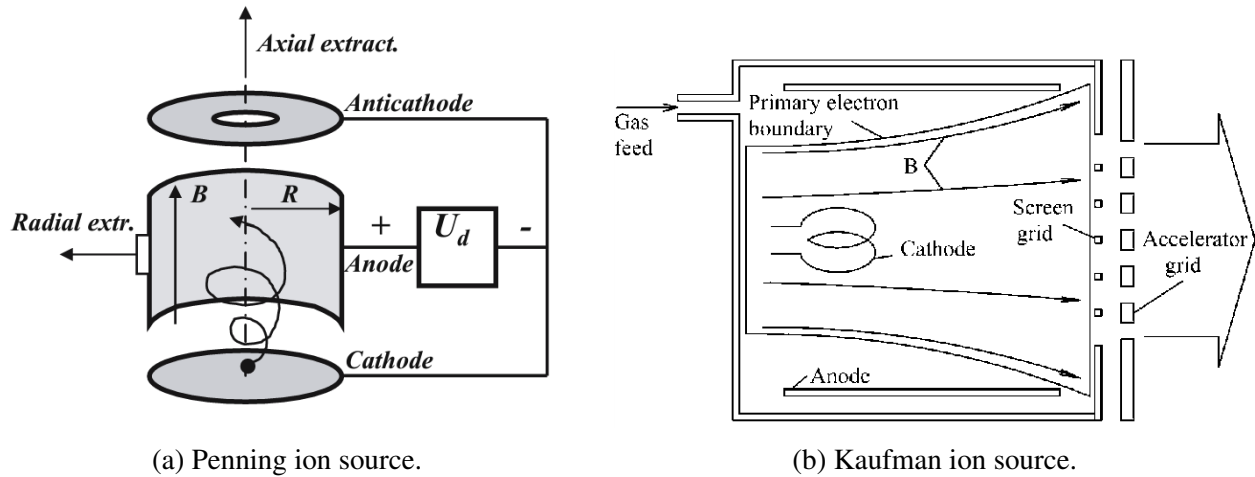 Axial extract.
Anticathode
B
R
Radial extr.
+
U_d
-
Anode
Cathode
Gas
feed
Primary electron
boundary
B
Cathode
Screen
grid
Accelerator
grid
Anode
(a) Penning ion source.
(b) Kaufman ion source.